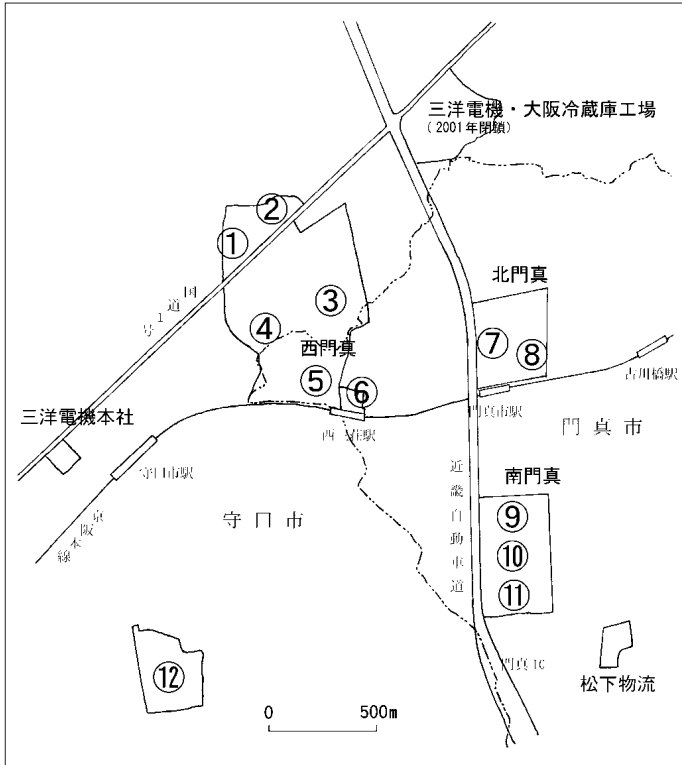 三洋電機・大阪冷蔵庫工場
(2001年閉鎖)
②
①
国道1号
③
北門真
④
西門真
⑦
⑧
⑤
⑥
古川橋駅
門真市駅
三洋電機本社
西三荘駅
門真市
守口市駅
近畿自動車道
南門真
京阪本線
守口市
⑨
⑩
⑪
門真IC
⑫
松下物流
0 500m